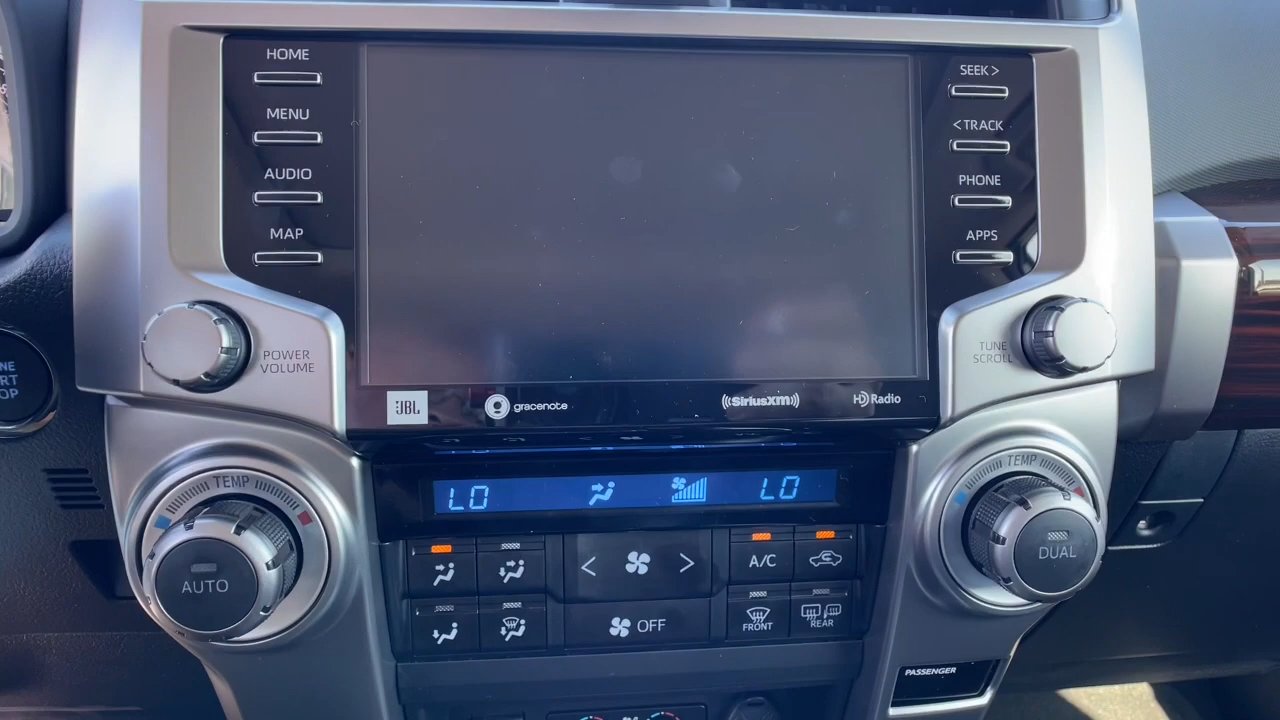 HOME
SEEK >
MENU
< TRACK
AUDIO
PHONE
MAP
APPS
POWER
VOLUME
TUNE
SCROLL
JBL
gracenote
SiriusXM
HD Radio
TEMP
TEMP
LO
LO
AUTO
< >
A/C
DUAL
OFF
FRONT
REAR
PASSENGER